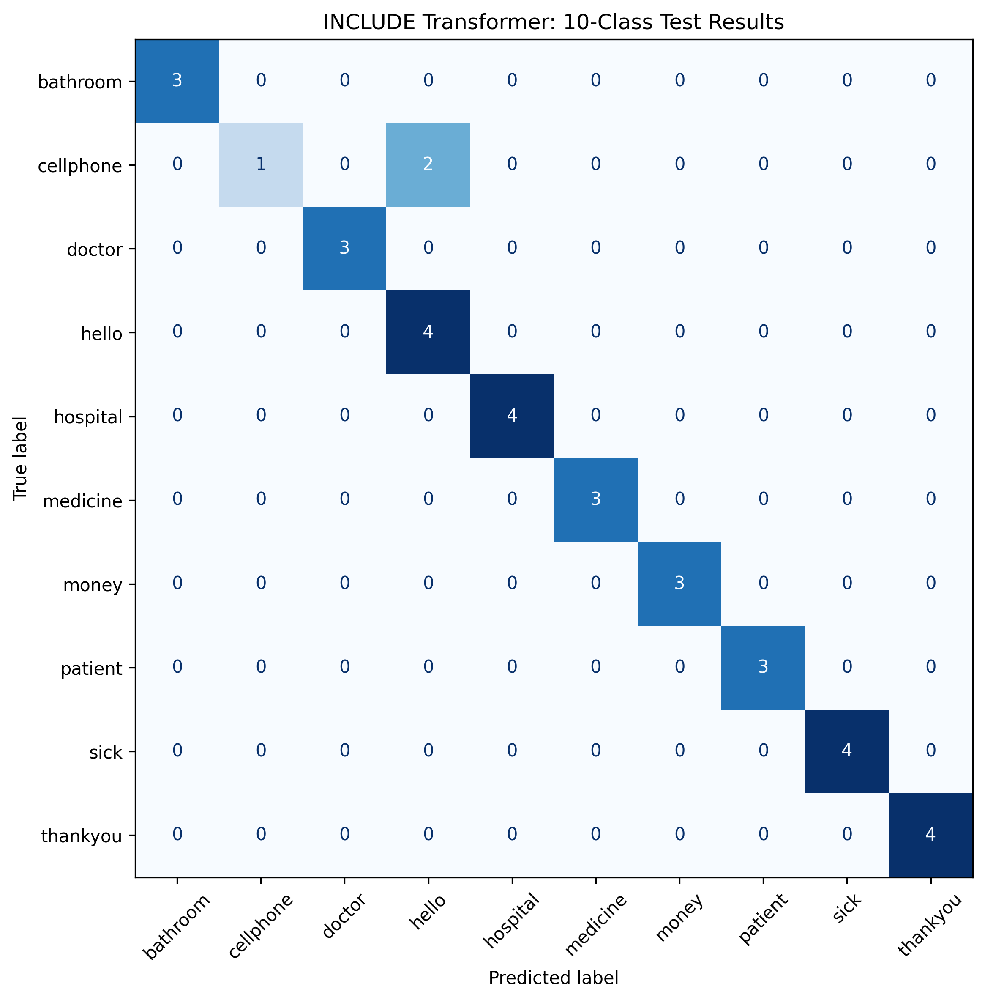 INCLUDE Transformer: 10-Class Test Results
True label
bathroom 3 0 0 0 0 0 0 0 0 0
cellphone 0 1 0 2 0 0 0 0 0 0
doctor 0 0 3 0 0 0 0 0 0 0
hello 0 0 0 4 0 0 0 0 0 0
hospital 0 0 0 0 4 0 0 0 0 0
medicine 0 0 0 0 0 3 0 0 0 0
money 0 0 0 0 0 0 3 0 0 0
patient 0 0 0 0 0 0 0 3 0 0
sick 0 0 0 0 0 0 0 0 4 0
thankyou 0 0 0 0 0 0 0 0 0 4
bathroom cellphone doctor hello hospital medicine money patient sick thankyou
Predicted label